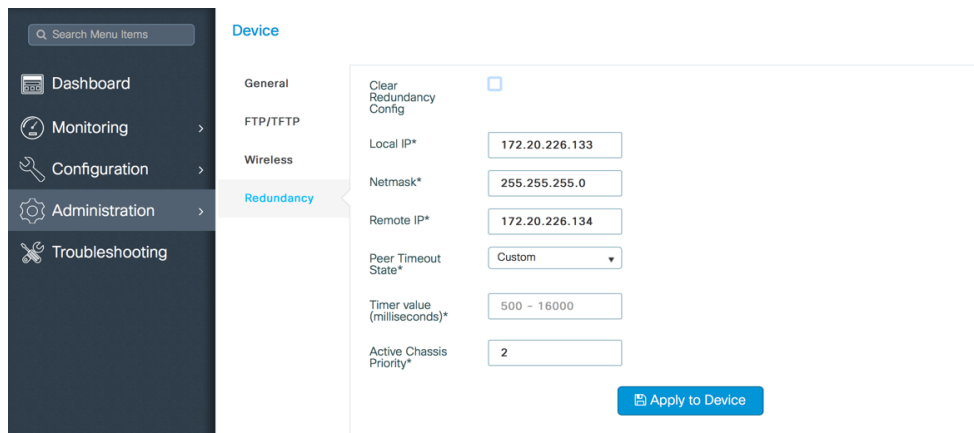 Search Menu Items
Dashboard
Monitoring
Configuration
Administration
Troubleshooting
Device
General
FTP/TFTP
Wireless
Redundancy
Clear
Redundancy
Config
Local IP*
172.20.226.133
Netmask*
255.255.255.0
Remote IP*
172.20.226.134
Peer Timeout
State*
Custom
Timer value
(milliseconds)*
500 - 16000
Active Chassis
Priority*
2
Apply to Device